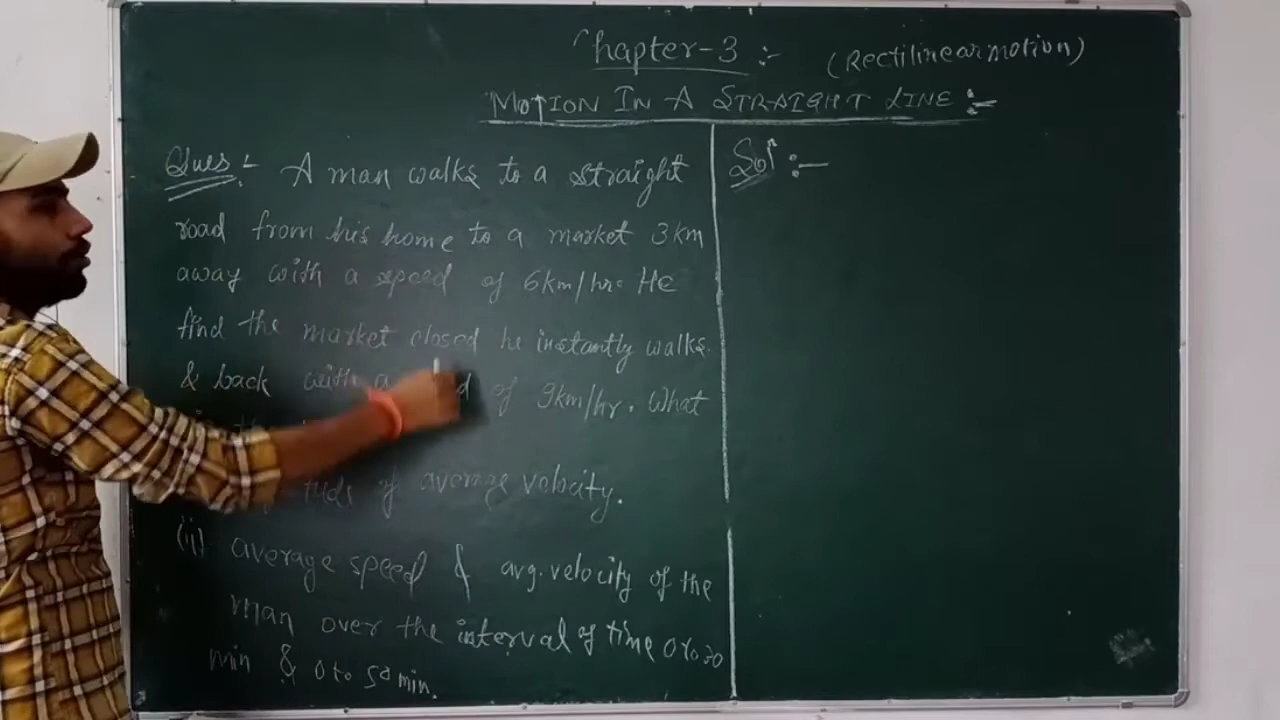 Chapter-3 :-
(Rectilinear motion)
MOTION IN A STRAIGHT LINE :-
Ques :- A man walks to a straight
road from his home to a market 3km
away with a speed of 6km/hr. He
find the market closed he instantly walks
& back with a of 9km/hr. What
of average velocity.
(ii) average speed & avg. velocity of the
man over the interval of time 0 to 30
min & 0 to 50 min.
Sol :-